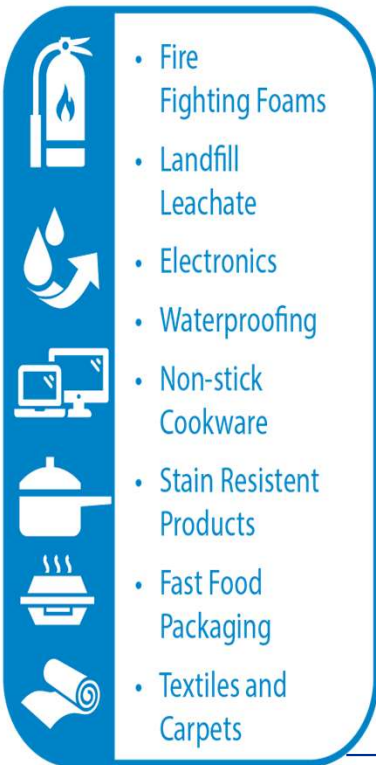 • Fire
Fighting Foams
• Landfill
Leachate
• Electronics
• Waterproofing
• Non-stick
Cookware
• Stain Resistent
Products
• Fast Food
Packaging
• Textiles and
Carpets